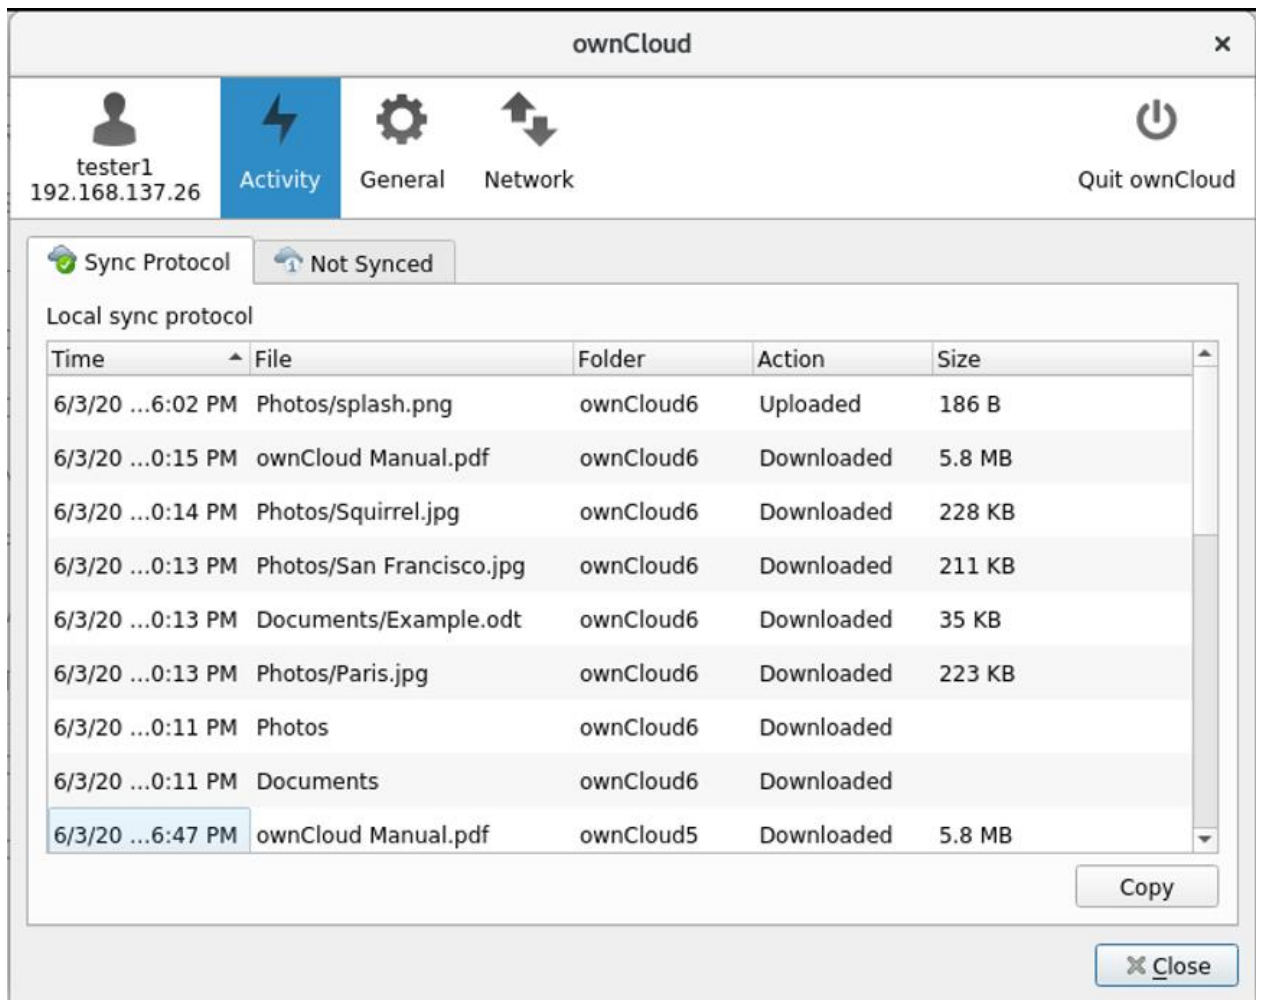 ownCloud
tester1
192.168.137.26
Activity
General
Network
Quit ownCloud
Sync Protocol
Not Synced
Local sync protocol
Time File Folder Action Size
6/3/20 ...6:02 PM Photos/splash.png ownCloud6 Uploaded 186 B
6/3/20 ...0:15 PM ownCloud Manual.pdf ownCloud6 Downloaded 5.8 MB
6/3/20 ...0:14 PM Photos/Squirrel.jpg ownCloud6 Downloaded 228 KB
6/3/20 ...0:13 PM Photos/San Francisco.jpg ownCloud6 Downloaded 211 KB
6/3/20 ...0:13 PM Documents/Example.odt ownCloud6 Downloaded 35 KB
6/3/20 ...0:13 PM Photos/Paris.jpg ownCloud6 Downloaded 223 KB
6/3/20 ...0:11 PM Photos ownCloud6 Downloaded
6/3/20 ...0:11 PM Documents ownCloud6 Downloaded
6/3/20 ...6:47 PM ownCloud Manual.pdf ownCloud5 Downloaded 5.8 MB
Copy
Close